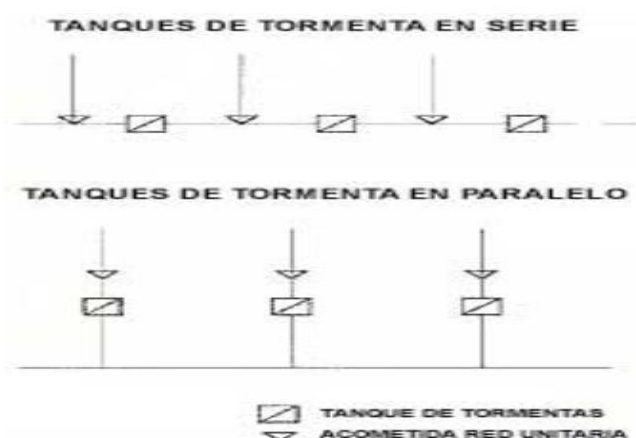 TANQUES DE TORMENTA EN SERIE
TANQUES DE TORMENTA EN PARALELO
TANQUE DE TORMENTAS
ACOMETIDA RED UNITARIA